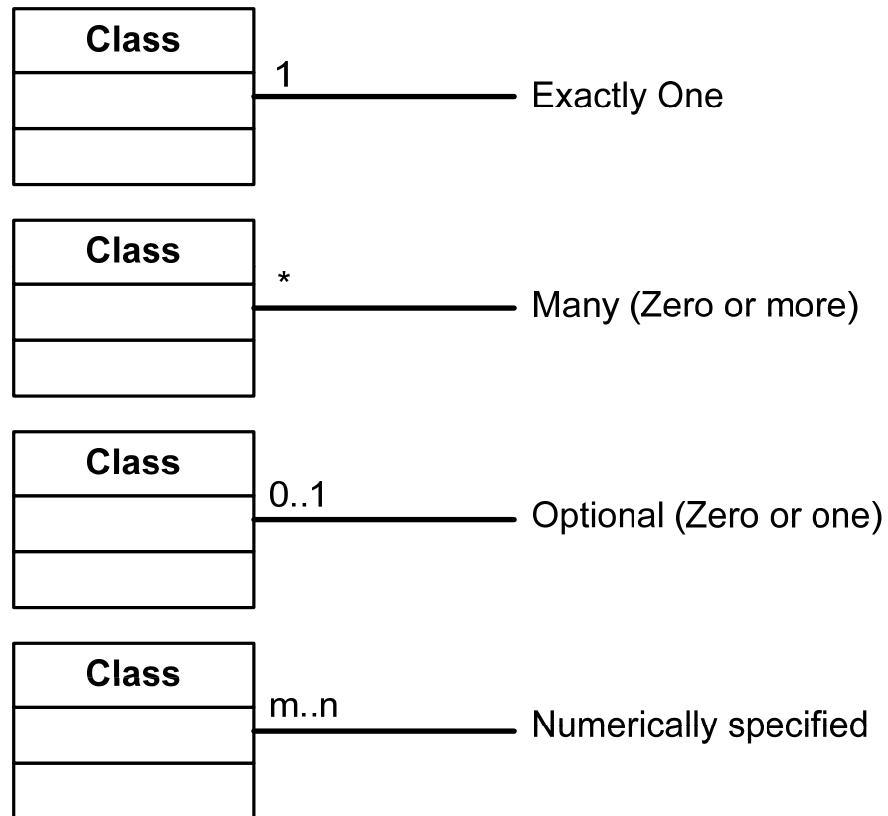 Class
1
Exactly One
Class
*
Many (Zero or more)
Class
0..1
Optional (Zero or one)
Class
m..n
Numerically specified